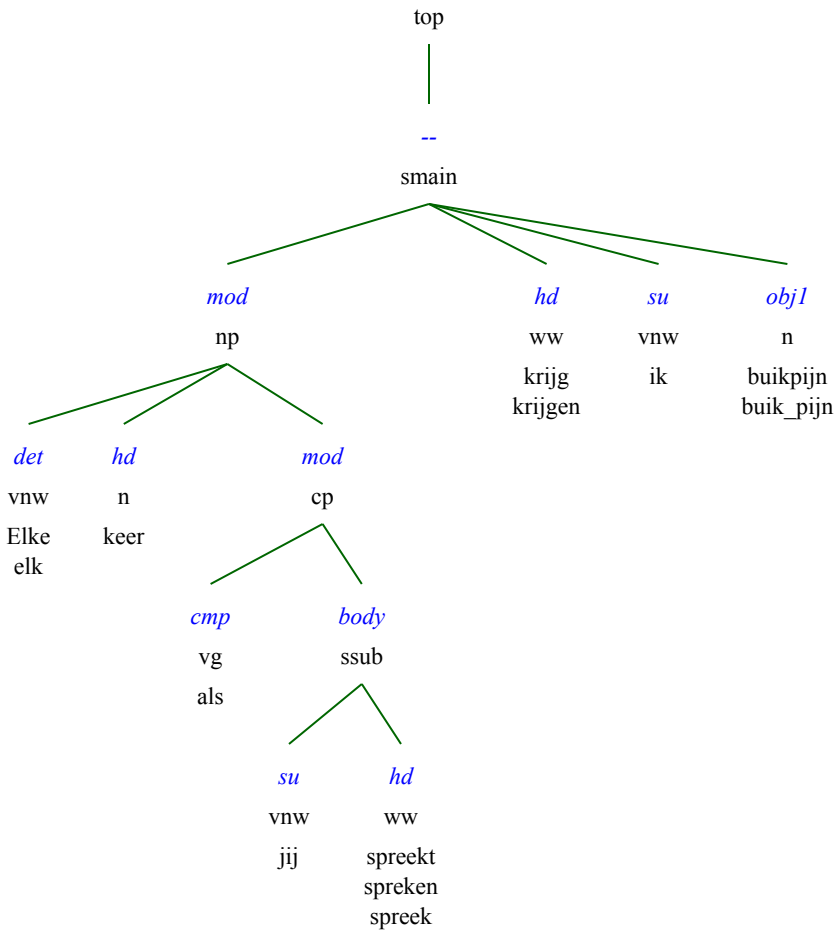 top
--
smain
mod hd su obj1
np ww vnw n
krijg ik buikpijn
krijgen buik_pijn
det hd mod
vnw n cp
Elke keer
elk
cmp body
vg ssub
als
su hd
vnw ww
jij spreekt
spreken
spreek